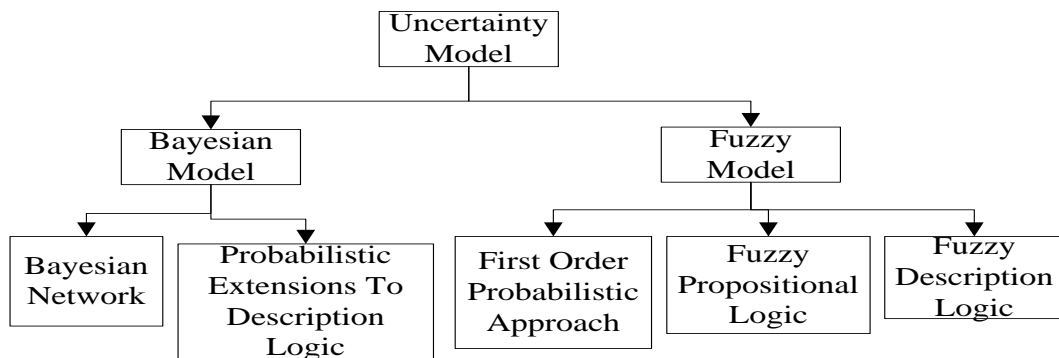 Uncertainty
Model
Bayesian
Model
Fuzzy
Model
Bayesian
Network
Probabilistic
Extensions To
Description
Logic
First Order
Probabilistic
Approach
Fuzzy
Propositional
Logic
Fuzzy
Description
Logic